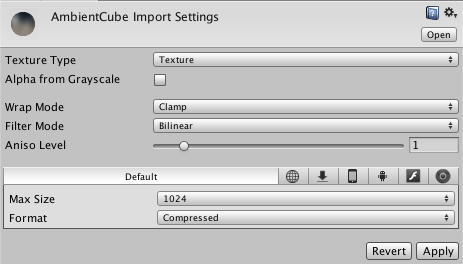 AmbientCube Import Settings
Open
Texture Type Texture
Alpha from Grayscale
Wrap Mode Clamp
Filter Mode Bilinear
Aniso Level 1
Default
Max Size 1024
Format Compressed
Revert Apply